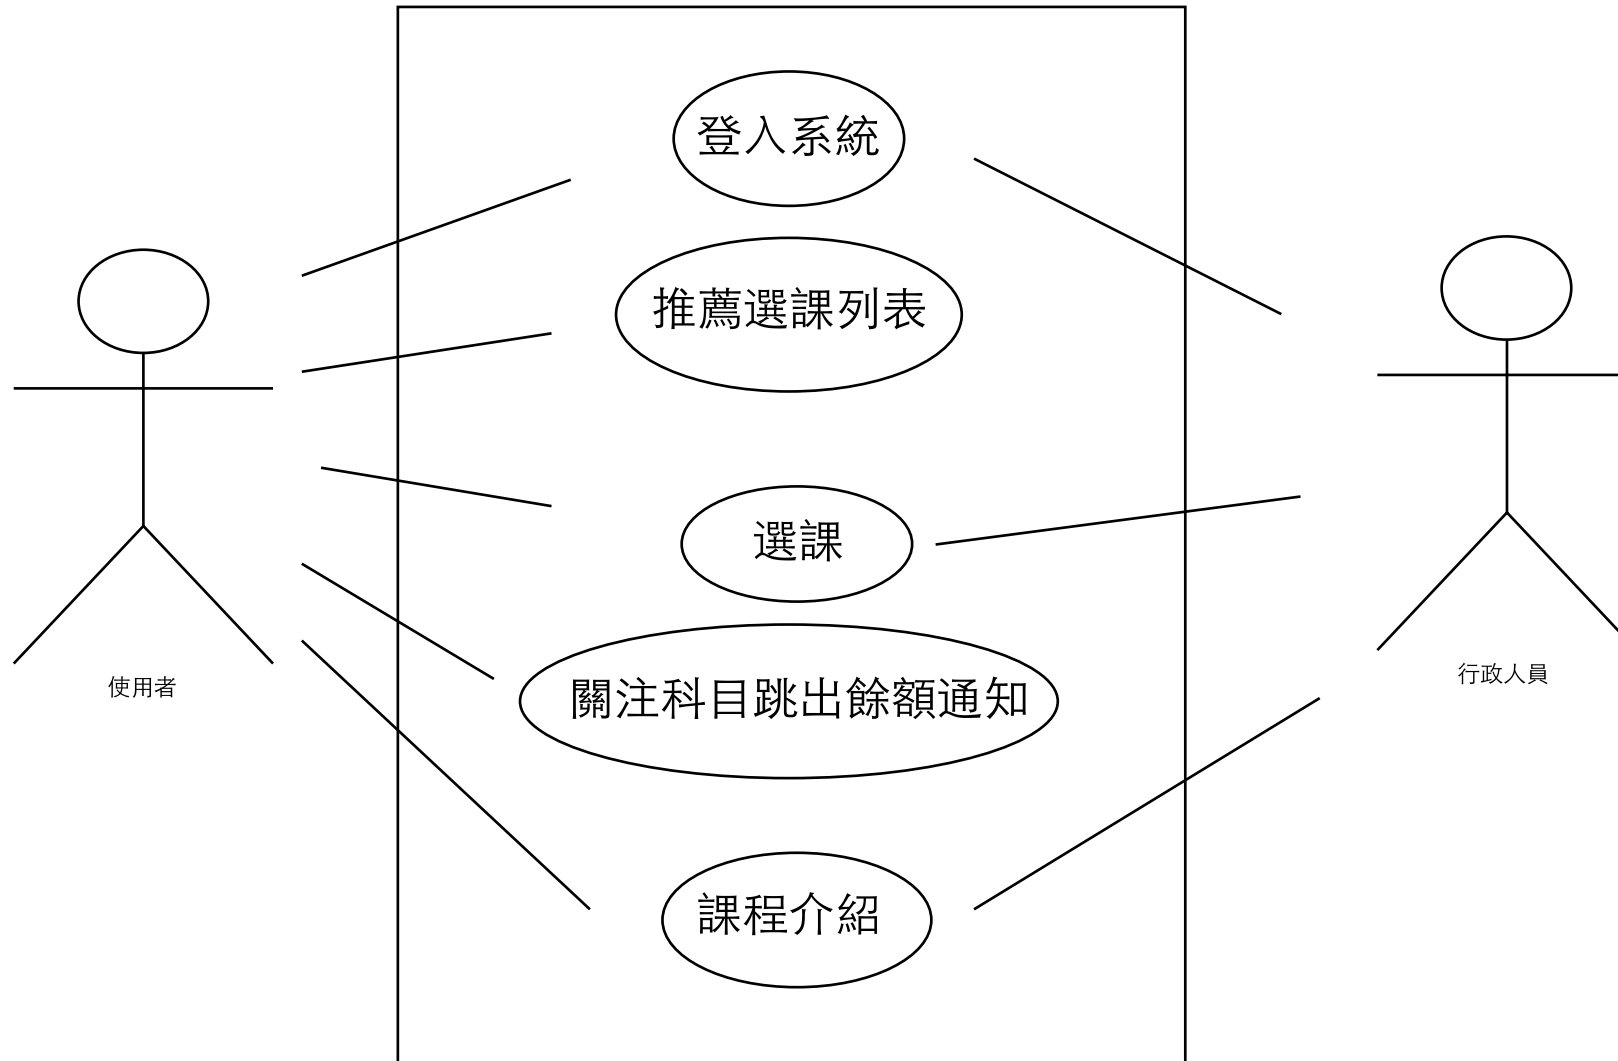 登入系統
推薦選課列表
選課
關注科目跳出餘額通知
課程介紹
使用者
行政人員